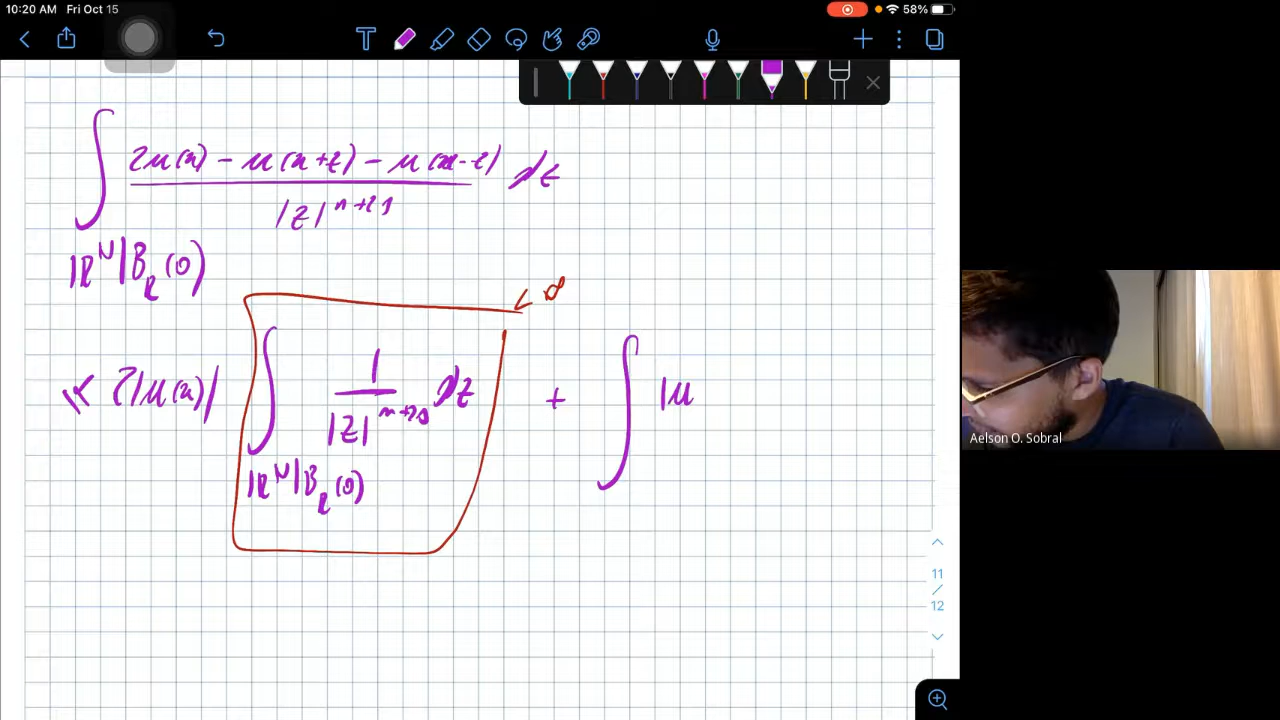 10:20 AM Fri Oct 15
58%
∫ 2u(x) - u(x+z) - u(x-z) dz
|z|^{n+2s}
ℝ^N|B_R(0)
< ∞
≤ 2|u(x)| ∫ 1 dz + ∫ |u
|z|^{n+2s}
ℝ^N|B_R(0)
Aelson O. Sobral
11
/
12